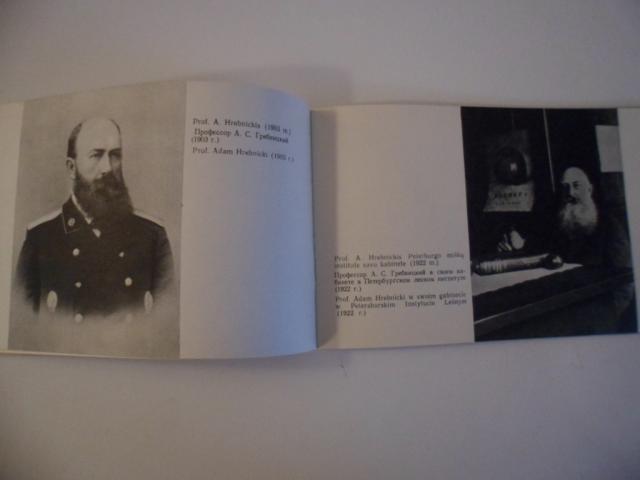 Prof. A. Hrebnickis (1903 m.)
Профессор А. С. Гребницкий
(1903 г.)
Prof. Adam Hrebnicki (1903 r.)
Prof. A. Hrebnickis Peterburgo miškų
institute savo kabinete (1922 m.)
Профессор А. С. Гребницкий в своем ка-
бинете в Петербургском лесном институте
(1922 г.)
Prof. Adam Hrebnicki w swoim gabinecie
w Petersburskim Instytucie Leśnym
(1922 r.)